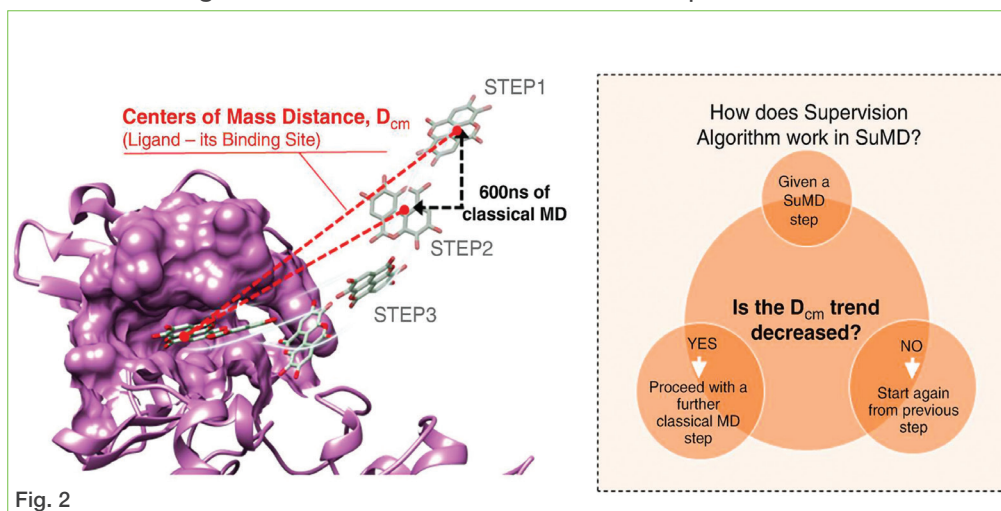 STEP1
Centers of Mass Distance, Dcm
(Ligand – its Binding Site)
600ns of
classical MD
STEP2
STEP3
How does Supervision
Algorithm work in SuMD?
Given a
SuMD
step
Is the Dcm trend
decreased?
YES
Proceed with a
further
classical MD
step
NO
Start again
from previous
step
Fig. 2